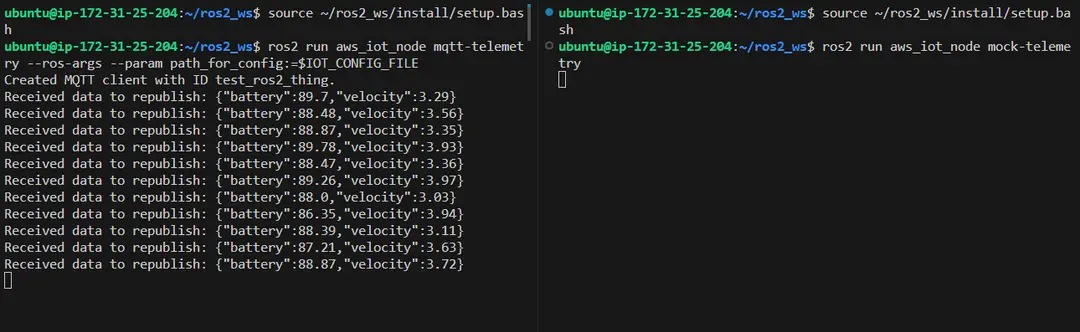 ubuntu@ip-172-31-25-204:~/ros2_ws$ source ~/ros2_ws/install/setup.bas
h
ubuntu@ip-172-31-25-204:~/ros2_ws$ ros2 run aws_iot_node mqtt-telemet
ry --ros-args --param path_for_config:=$IOT_CONFIG_FILE
Created MQTT client with ID test_ros2_thing.
Received data to republish: {"battery":89.7,"velocity":3.29}
Received data to republish: {"battery":88.48,"velocity":3.56}
Received data to republish: {"battery":88.87,"velocity":3.35}
Received data to republish: {"battery":89.78,"velocity":3.93}
Received data to republish: {"battery":88.47,"velocity":3.36}
Received data to republish: {"battery":89.26,"velocity":3.97}
Received data to republish: {"battery":88.0,"velocity":3.03}
Received data to republish: {"battery":86.35,"velocity":3.94}
Received data to republish: {"battery":88.39,"velocity":3.11}
Received data to republish: {"battery":87.21,"velocity":3.63}
Received data to republish: {"battery":88.87,"velocity":3.72}
ubuntu@ip-172-31-25-204:~/ros2_ws$ source ~/ros2_ws/install/setup.ba
sh
ubuntu@ip-172-31-25-204:~/ros2_ws$ ros2 run aws_iot_node mock-teleme
try